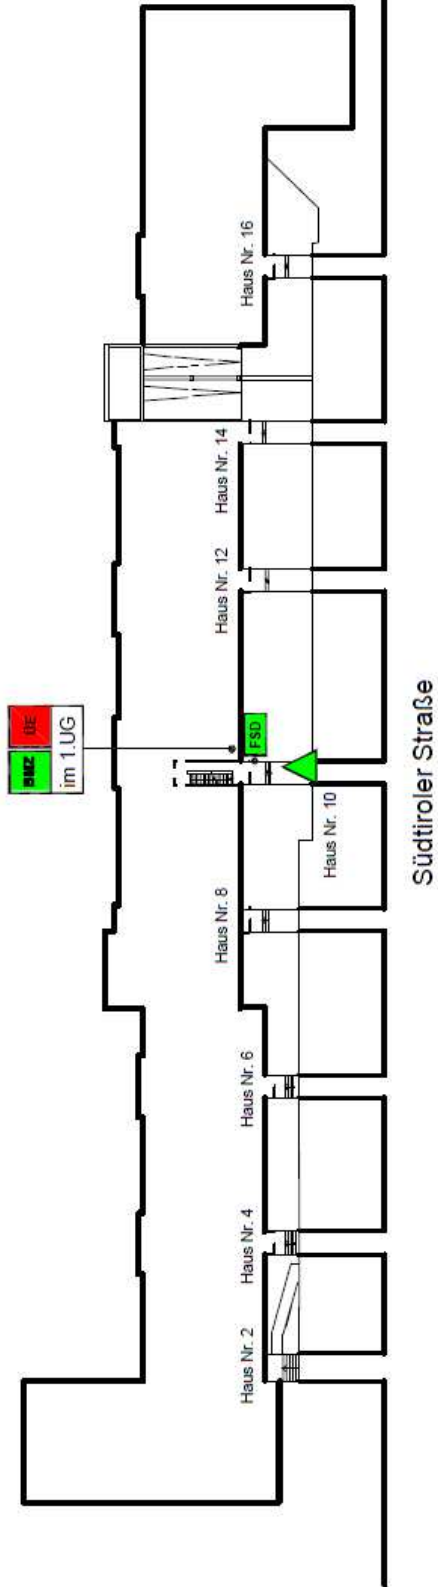 BMZ ÜE
im 1.UG
Haus Nr. 2
Haus Nr. 4
Haus Nr. 6
Haus Nr. 8
FSD
Haus Nr. 10
Haus Nr. 12
Haus Nr. 14
Haus Nr. 16
Südtiroler Straße